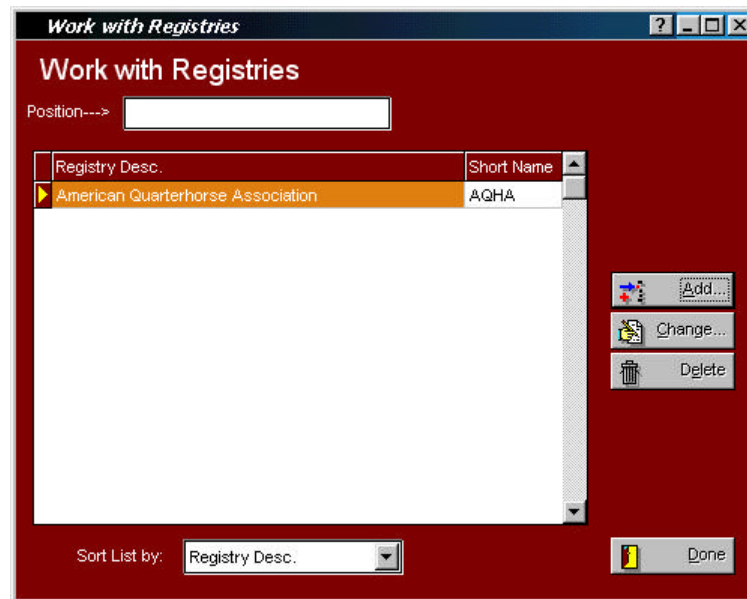 Work with Registries
Work with Registries
Position--->
Registry Desc. Short Name
American Quarterhorse Association AQHA
Add...
Change...
Delete
Sort List by: Registry Desc. Done